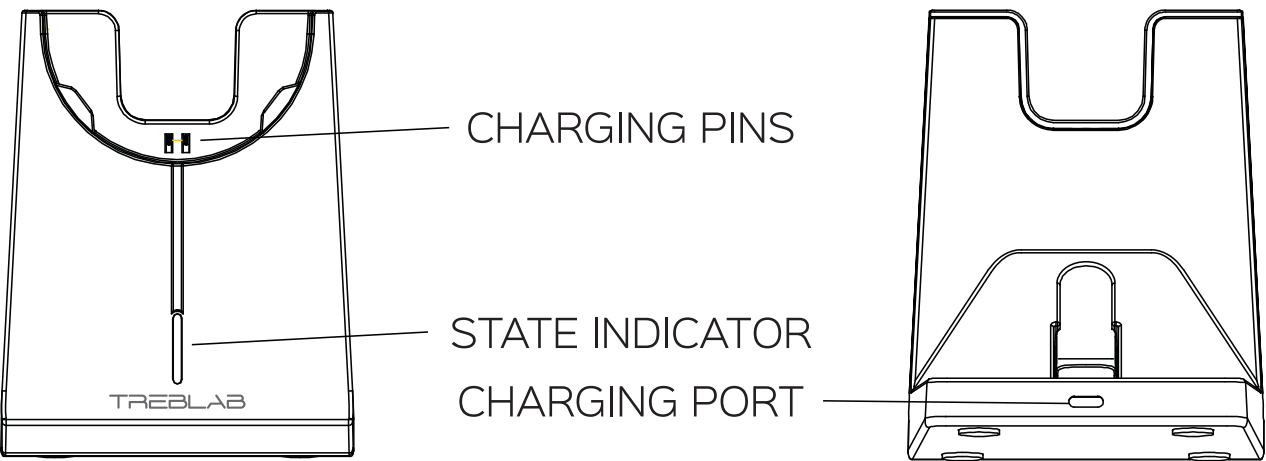 CHARGING PINS
STATE INDICATOR
CHARGING PORT
TREBLAB